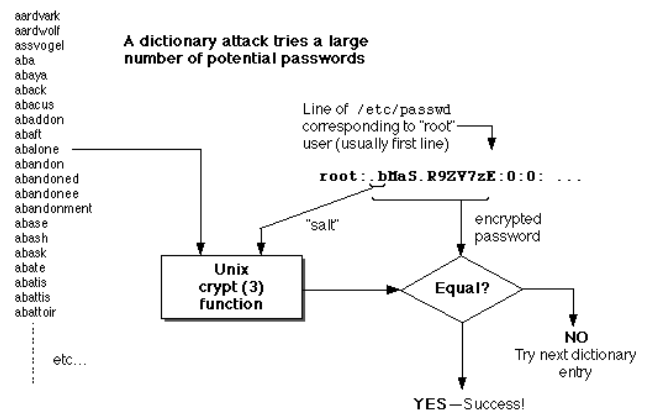 aardvark
aardwolf
assvogel
aba
abaya
aback
abacus
abaddon
abaft
abalone
abandon
abandoned
abandonee
abandonment
abase
abash
abask
abate
abatis
abattis
abattoir
etc...
A dictionary attack tries a large
number of potential passwords
Line of /etc/passwd
corresponding to "root"
user (usually first line)
root:.bMaS.R9ZV7zE:0:0: ...
"salt"
encrypted
password
Unix
crypt (3)
function
Equal?
NO
Try next dictionary
entry
YES—Success!